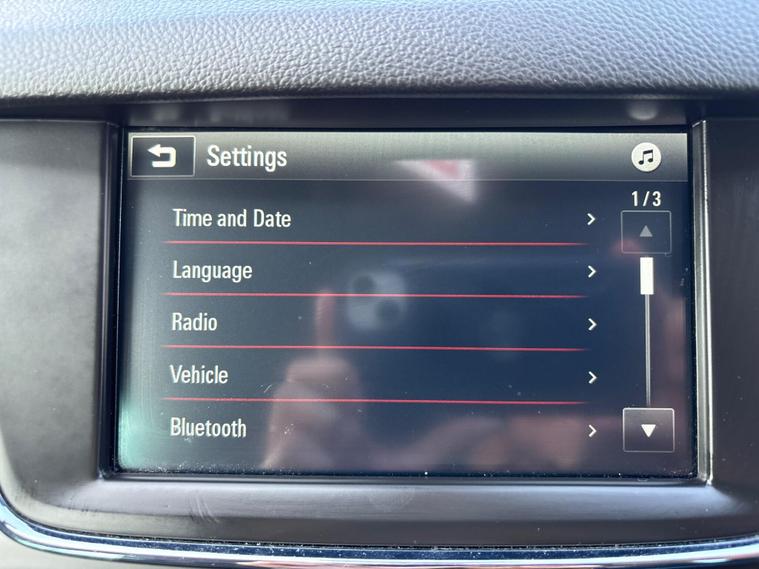 Settings
1/3
Time and Date
Language
Radio
Vehicle
Bluetooth